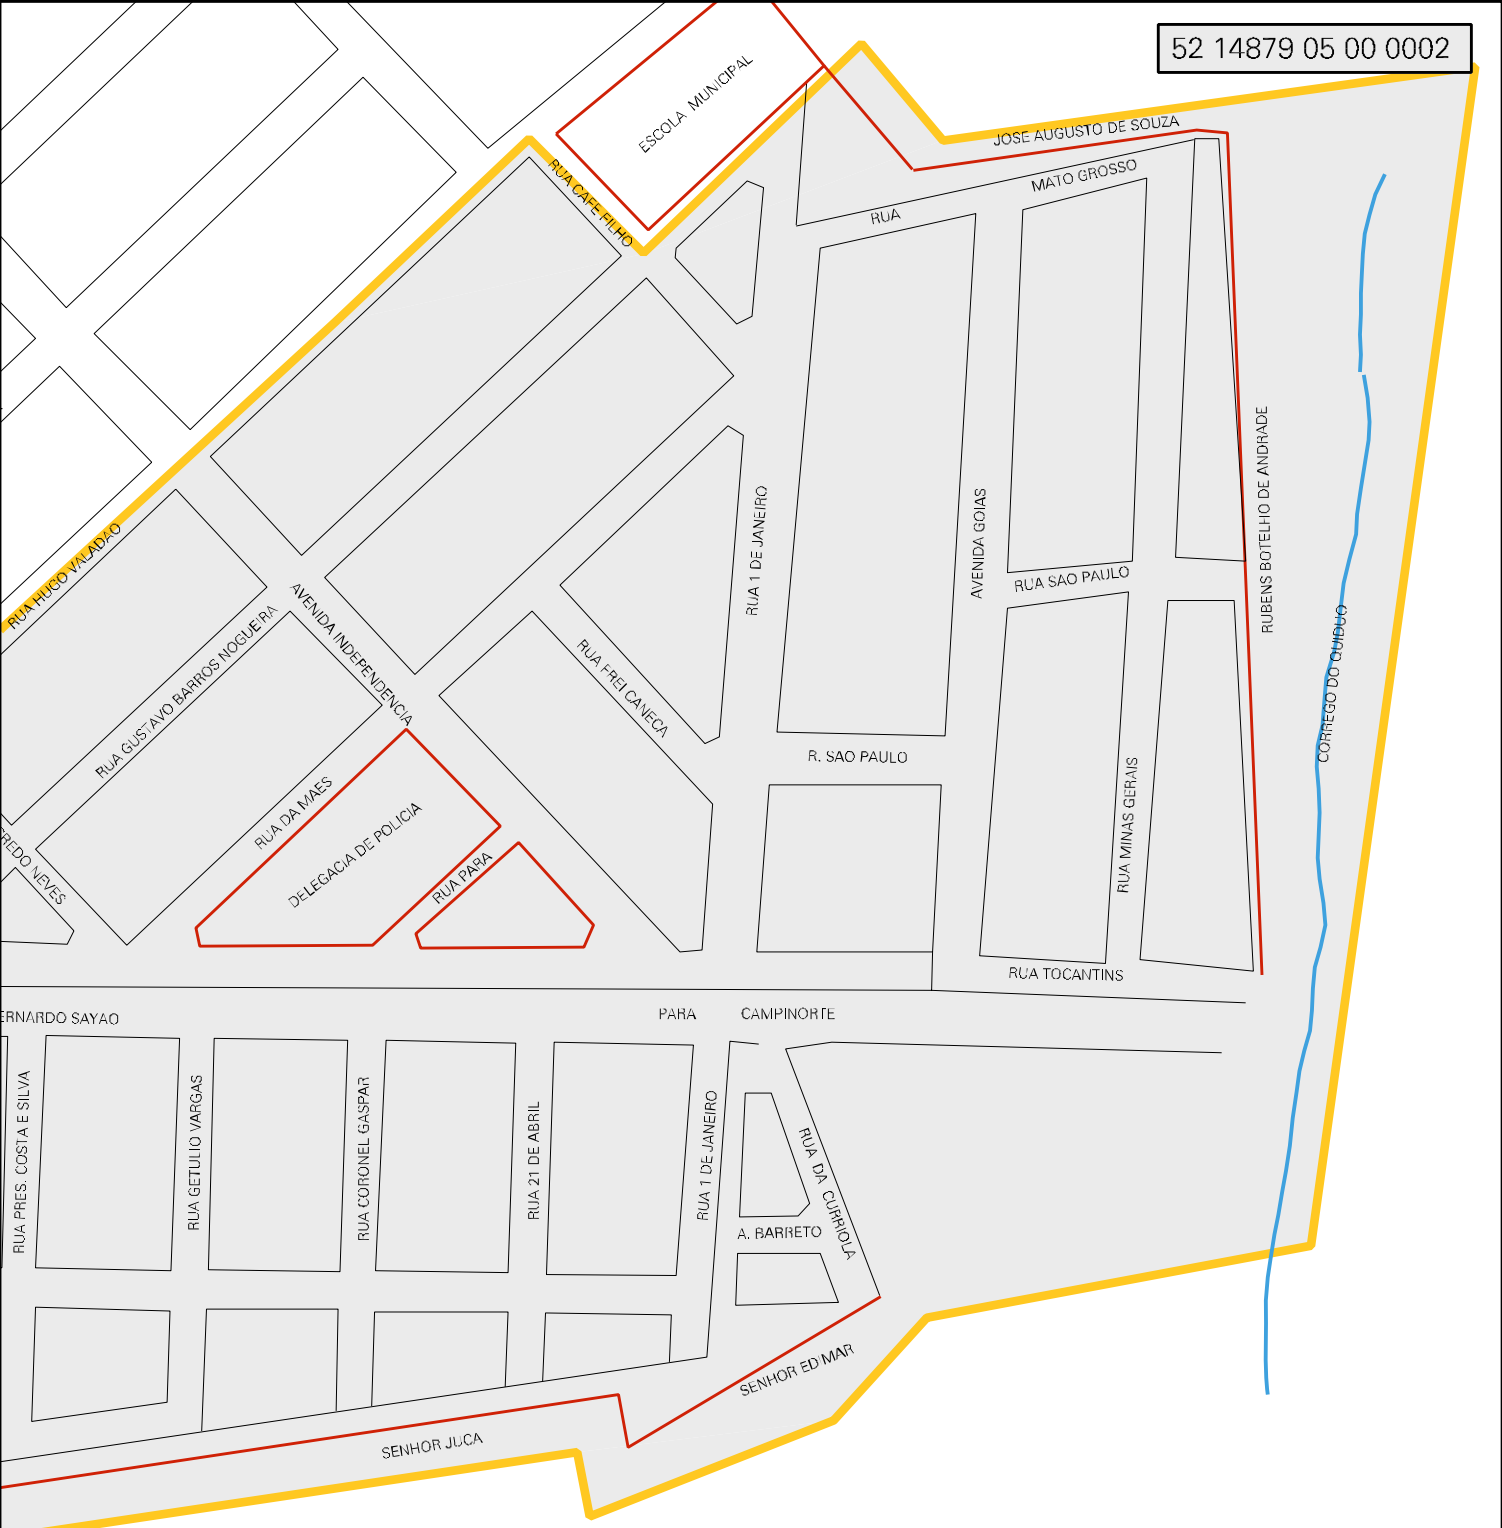 52 14879 05 00 0002
ESCOLA MUNICIPAL
JOSE AUGUSTO DE SOUZA
RUA CAFE FILHO
RUA MATO GROSSO
RUBENS BOTELHO DE ANDRADE
RUA HUGO VALADAO
RUA 1 DE JANEIRO
AVENIDA GOIAS
RUA SAO PAULO
AVENIDA INDEPENDENCIA
RUA GUSTAVO BARROS NOGUEIRA
CORREGO DO QUIDUO
RUA FREI CANECA
R. SAO PAULO
RUA DA MAES
DELEGACIA DE POLICIA
RUA MINAS GERAIS
REDO NEVES
RUA PARA
RUA TOCANTINS
ERNARDO SAYAO
PARA CAMPINORTE
RUA PRES. COSTA E SILVA
RUA GETULIO VARGAS
RUA CORONEL GASPAR
RUA 21 DE ABRIL
RUA 1 DE JANEIRO
RUA DA CURRIOLA
A. BARRETO
SENHOR EDIMAR
SENHOR JUCA